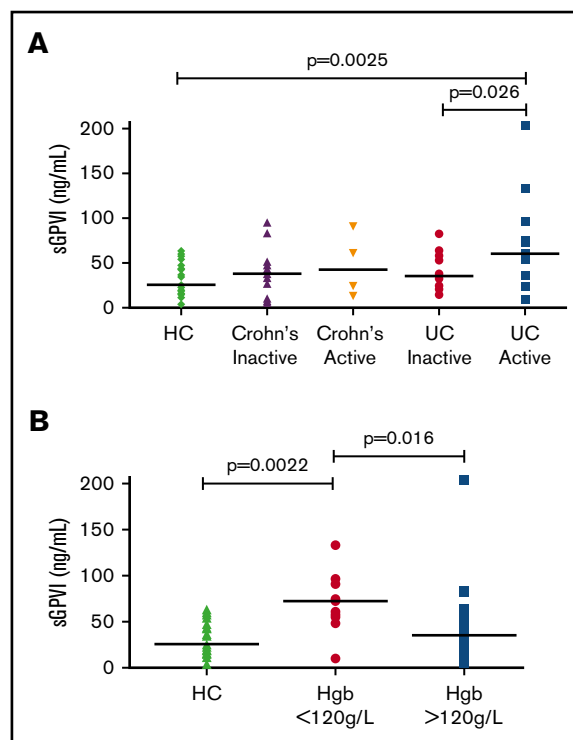 A
p=0.0025
p=0.026
sGPVI (ng/mL)
200
150
100
50
0
HC
Crohn's
Inactive
Crohn's
Active
UC
Inactive
UC
Active
B
p=0.016
p=0.0022
sGPVI (ng/mL)
200
150
100
50
0
HC
Hgb
<120g/L
Hgb
>120g/L